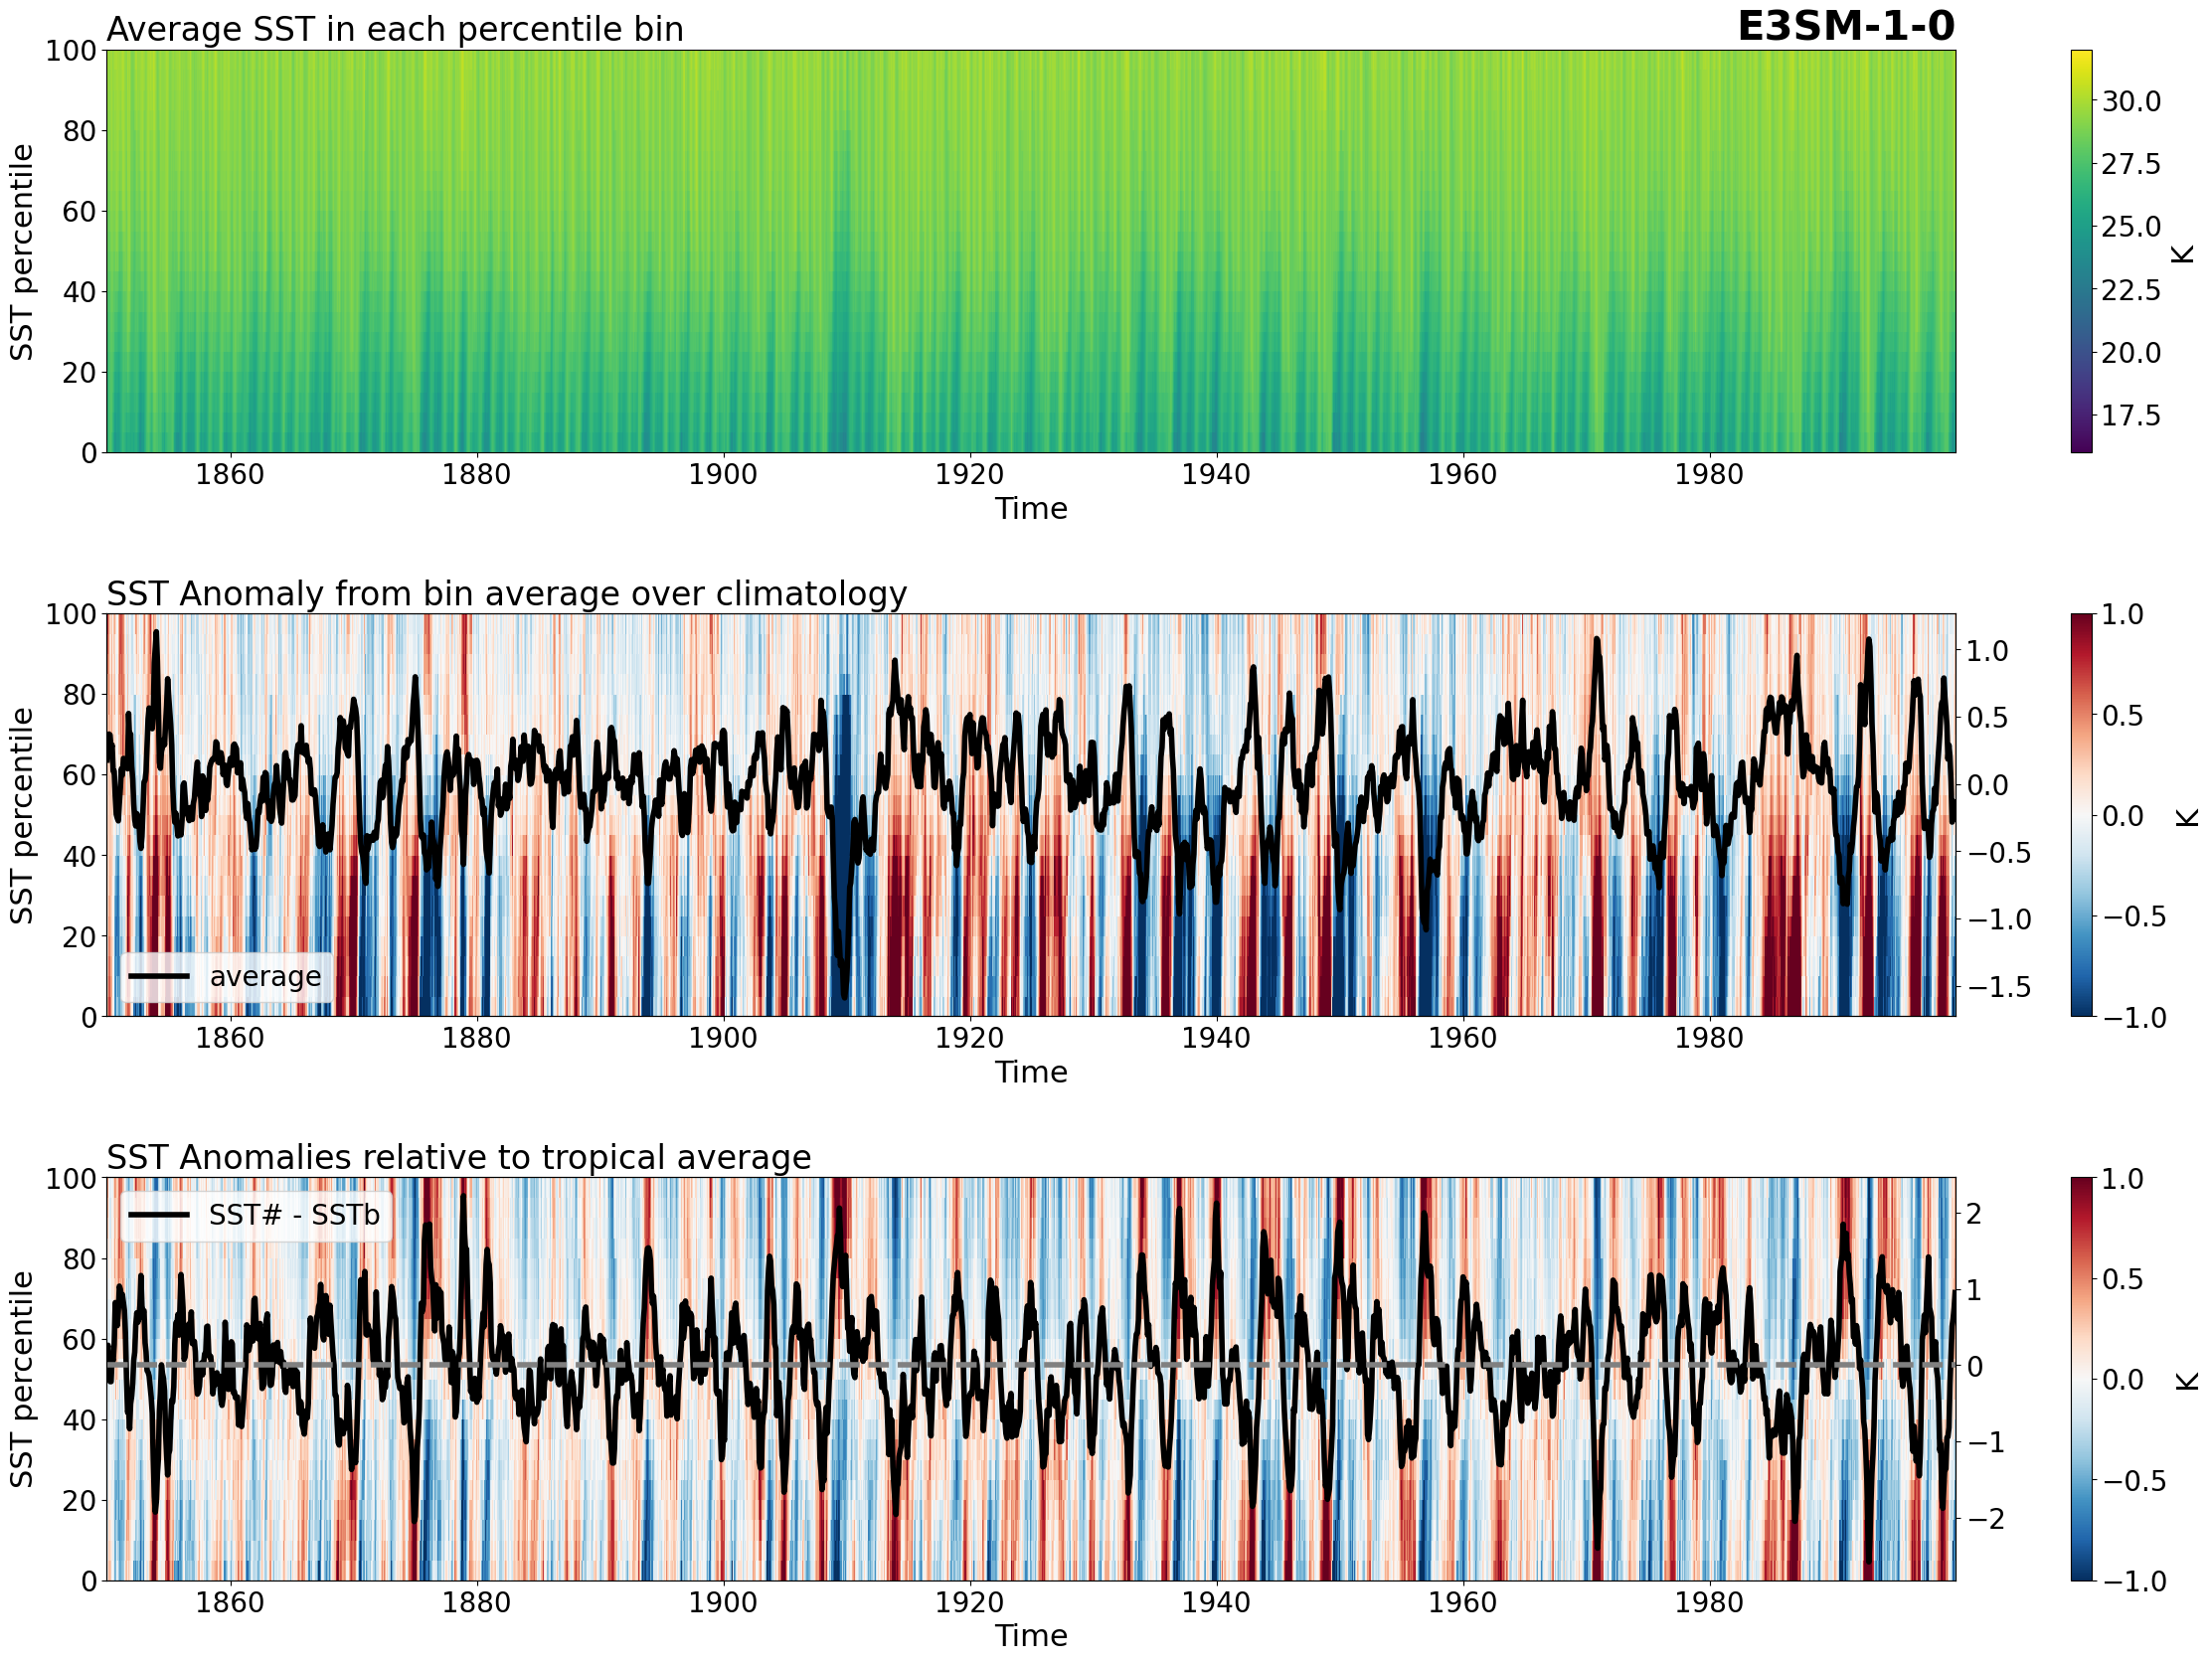 Average SST in each percentile bin
E3SM-1-0
SST percentile
100
80
60
40
20
0
1860 1880 1900 1920 1940 1960 1980
Time
30.0
27.5
25.0
22.5
20.0
17.5
K
SST Anomaly from bin average over climatology
SST percentile
100
80
60
40
20
0
average
1860 1880 1900 1920 1940 1960 1980
Time
1.0
0.5
0.0
−0.5
−1.0
−1.5
1.0
0.5
0.0
−0.5
−1.0
K
SST Anomalies relative to tropical average
SST percentile
100
80
60
40
20
0
SST# - SSTb
1860 1880 1900 1920 1940 1960 1980
Time
2
1
0
−1
−2
1.0
0.5
0.0
−0.5
−1.0
K